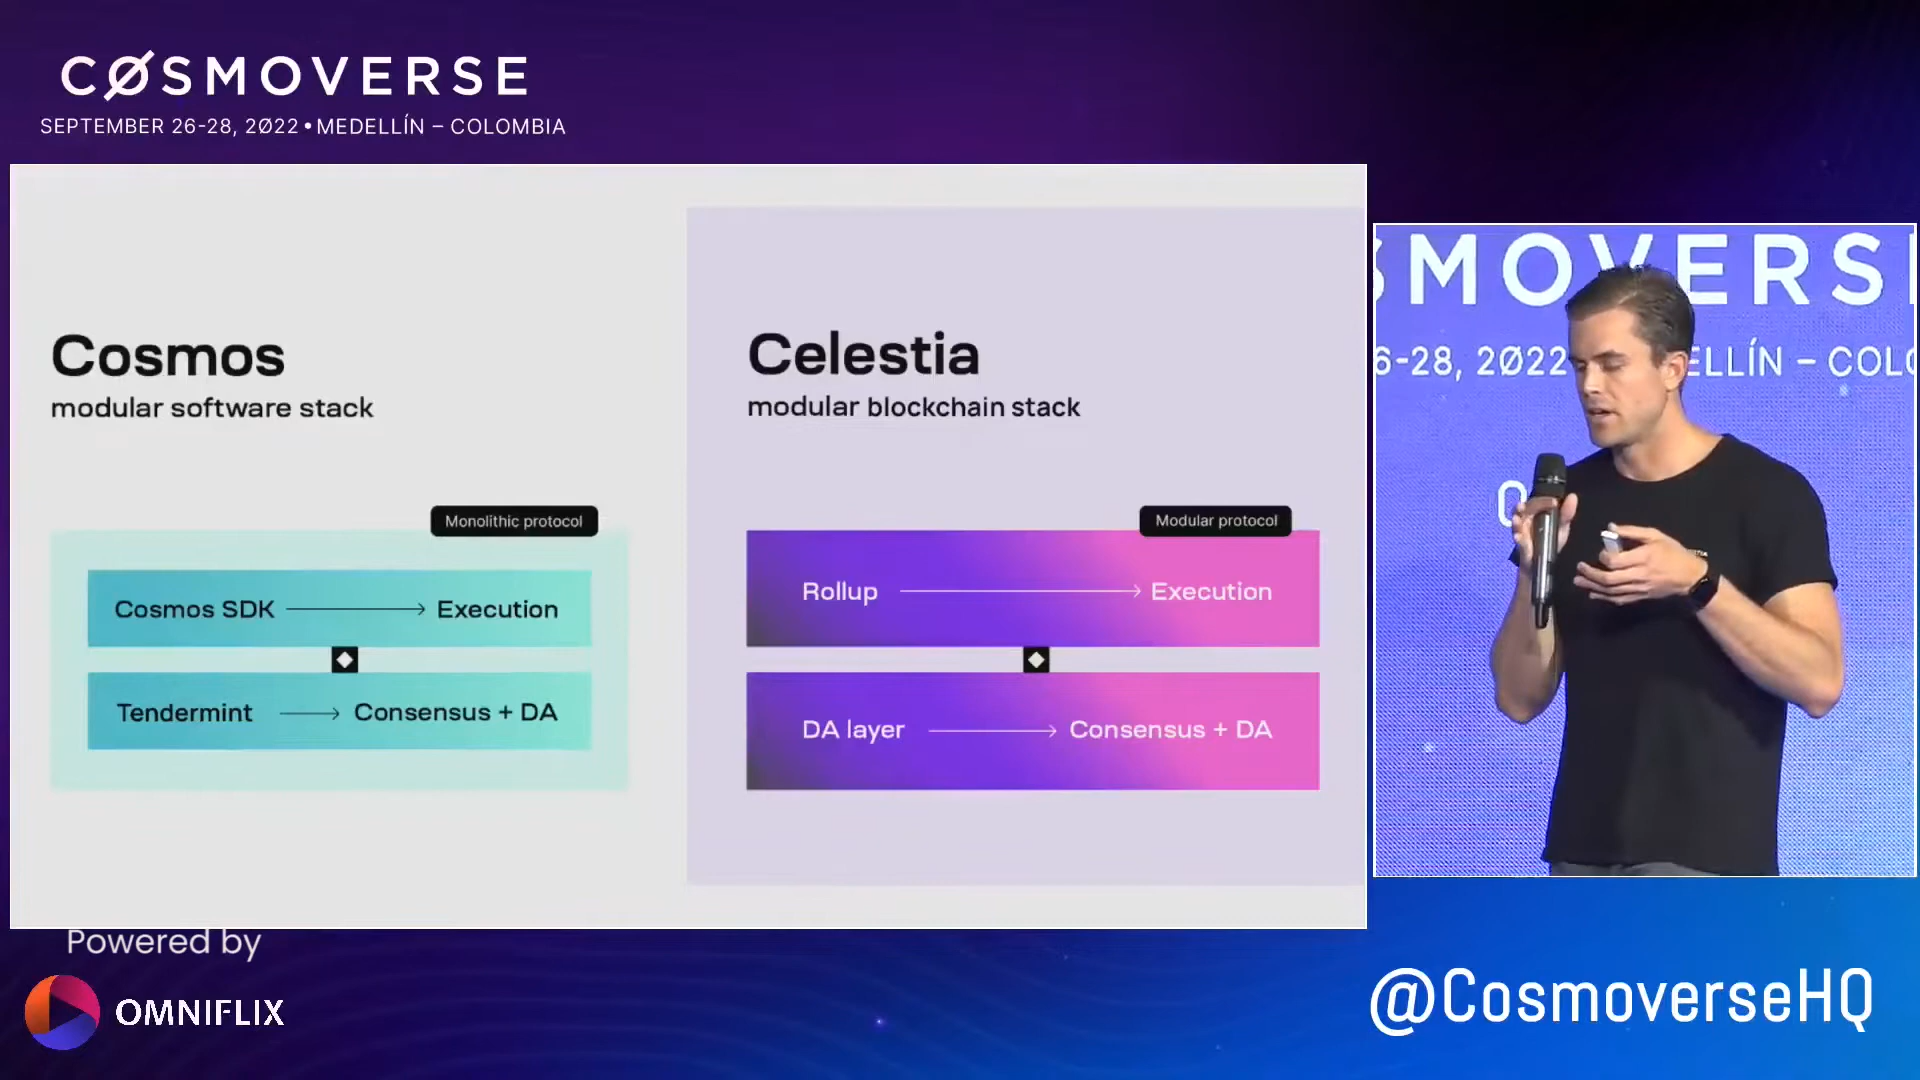 CØSMOVERSE
SEPTEMBER 26-28, 2Ø22 • MEDELLÍN – COLOMBIA
Cosmos
modular software stack
Monolithic protocol
Cosmos SDK → Execution
Tendermint → Consensus + DA
Celestia
modular blockchain stack
Modular protocol
Rollup → Execution
DA layer → Consensus + DA
SMOVERS
6-28, 2Ø22 ELLÍN – COLO
Powered by
OMNIFLIX
@CosmoverseHQ